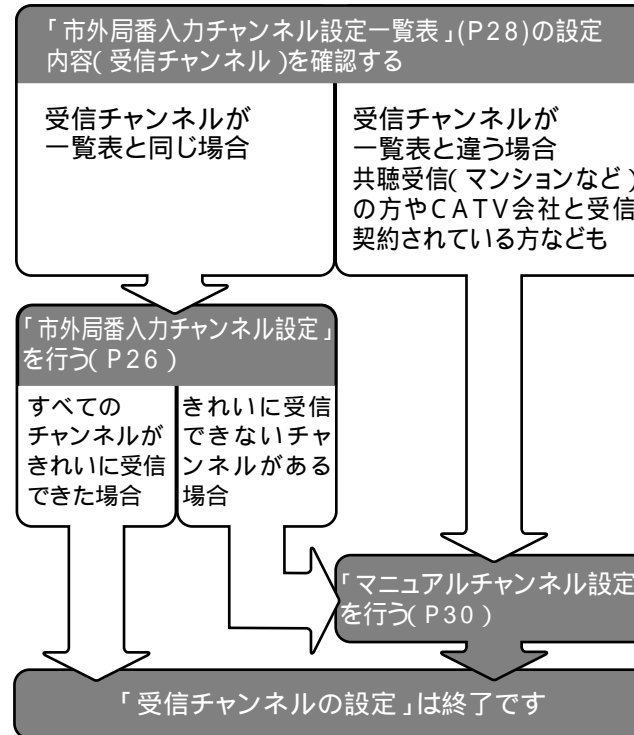 「市外局番入力チャンネル設定一覧表」(P28)の設定
内容(受信チャンネル)を確認する
受信チャンネルが
一覧表と同じ場合
受信チャンネルが
一覧表と違う場合
共聴受信(マンションなど)
の方やCATV会社と受信
契約されている方なども
「市外局番入力チャンネル設定」
を行う(P26)
すべての
チャンネルが
きれいに受信
できた場合
きれいに受信
できないチャ
ンネルがある
場合
「マニュアルチャンネル設定
を行う(P30)
「受信チャンネルの設定」は終了です